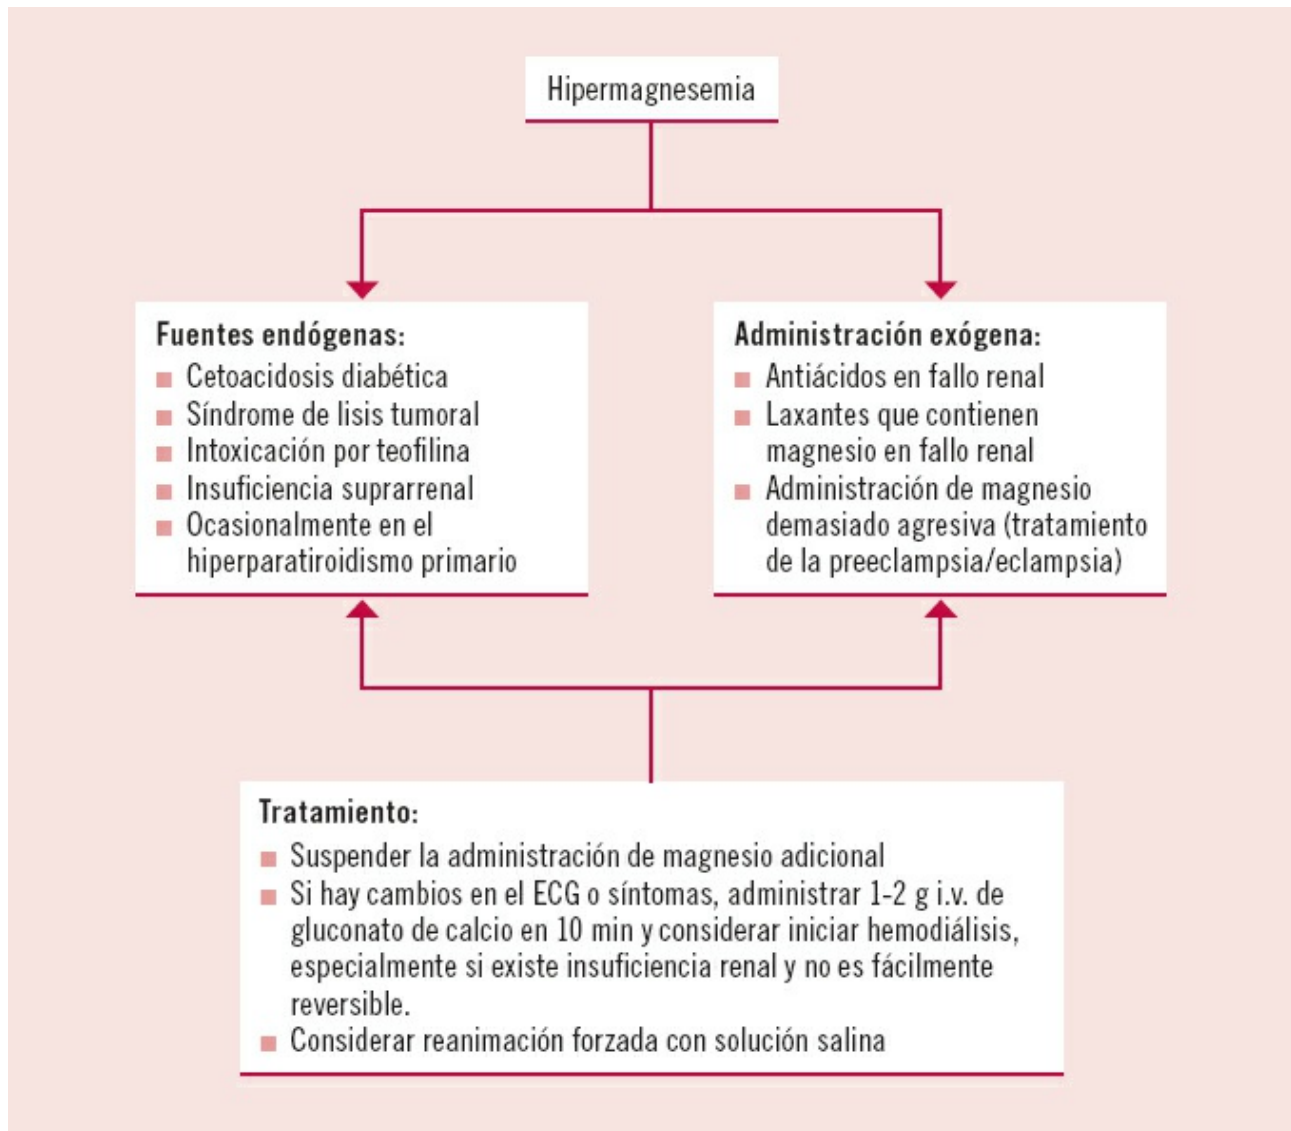 Hipermagnesemia
Fuentes endógenas:
Cetoacidosis diabética
Síndrome de lisis tumoral
Intoxicación por teofilina
Insuficiencia suprarrenal
Ocasionalmente en el
hiperparatiroidismo primario
Administración exógena:
Antiácidos en fallo renal
Laxantes que contienen
magnesio en fallo renal
Administración de magnesio
demasiado agresiva (tratamiento
de la preeclampsia/eclampsia)
Tratamiento:
Suspender la administración de magnesio adicional
Si hay cambios en el ECG o síntomas, administrar 1-2 g i.v. de
gluconato de calcio en 10 min y considerar iniciar hemodiálisis,
especialmente si existe insuficiencia renal y no es fácilmente
reversible.
Considerar reanimación forzada con solución salina